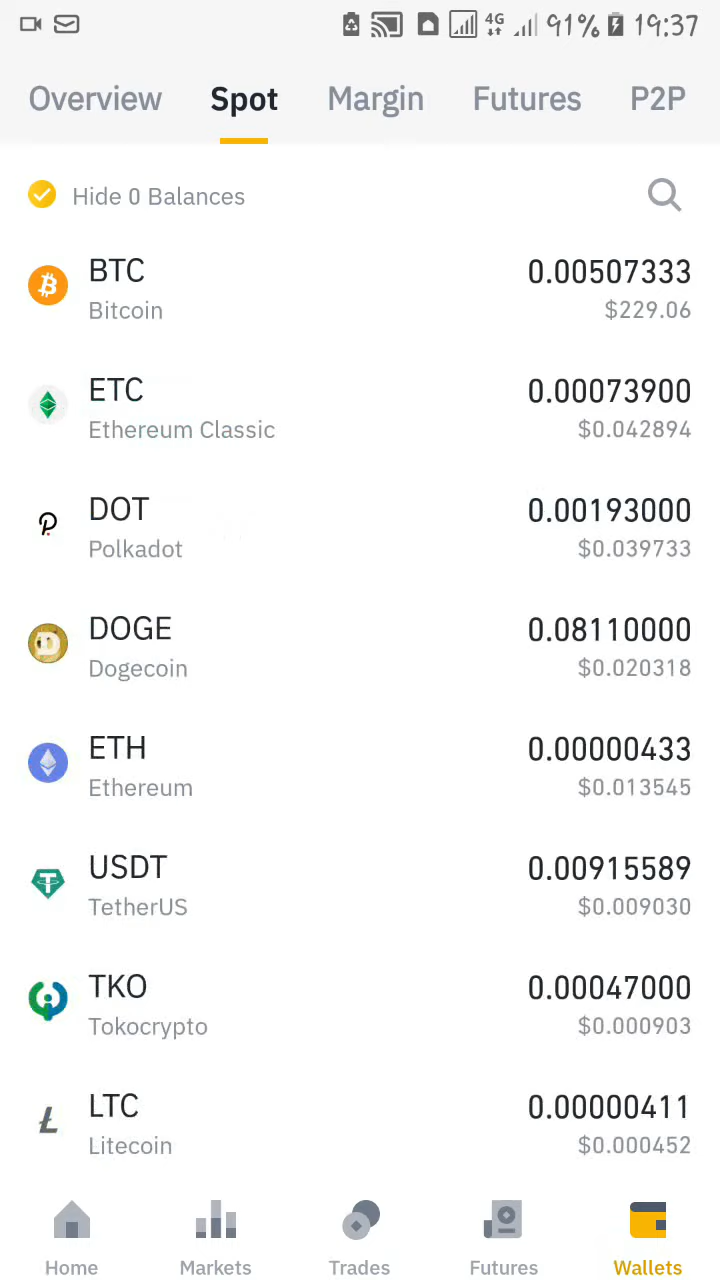 4G 91% 19:37
Overview Spot Margin Futures P2P
Hide 0 Balances
BTC 0.00507333
Bitcoin $229.06
ETC 0.00073900
Ethereum Classic $0.042894
DOT 0.00193000
Polkadot $0.039733
DOGE 0.08110000
Dogecoin $0.020318
ETH 0.00000433
Ethereum $0.013545
USDT 0.00915589
TetherUS $0.009030
TKO 0.00047000
Tokocrypto $0.000903
LTC 0.00000411
Litecoin $0.000452
Home Markets Trades Futures Wallets